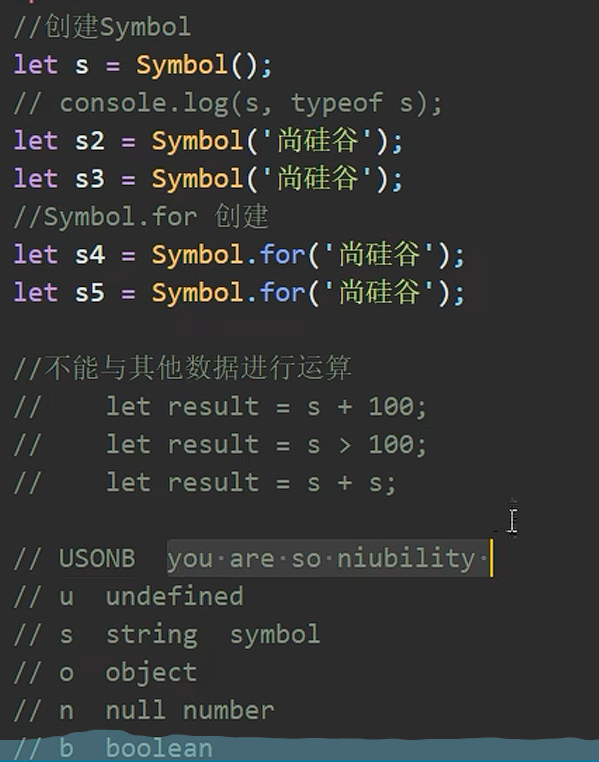 //创建Symbol
let s = Symbol();
// console.log(s, typeof s);
let s2 = Symbol('尚硅谷');
let s3 = Symbol('尚硅谷');
//Symbol.for 创建
let s4 = Symbol.for('尚硅谷');
let s5 = Symbol.for('尚硅谷');
//不能与其他数据进行运算
//    let result = s + 100;
//    let result = s > 100;
//    let result = s + s;
// USONB  you are so niubility
// u  undefined
// s  string  symbol
// o  object
// n  null number
// b  boolean